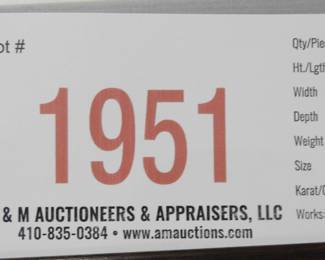 ot #
1951
& M AUCTIONEERS & APPRAISERS, LLC
410-835-0384 • www.amauctions.com
Qty/Pie
Ht./Lgth
Width
Depth
Weight
Size
Karat/
Works: